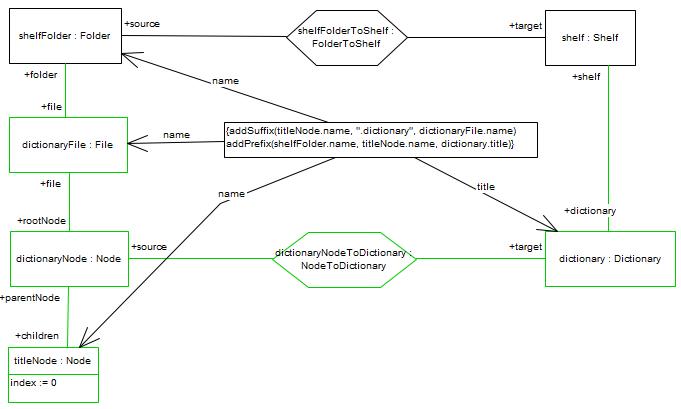 +source
+target
shelfFolder : Folder
shelfFolderToShelf :
FolderToShelf
shelf : Shelf
+folder
+shelf
name
+file
{addSuffix(titleNode.name, ".dictionary", dictionaryFile.name)
addPrefix(shelfFolder.name, titleNode.name, dictionary.title)}
name
dictionaryFile : File
+file
name
title
+dictionary
+rootNode
+source
dictionaryNodeToDictionary :
NodeToDictionary
+target
dictionaryNode : Node
dictionary : Dictionary
+parentNode
+children
titleNode : Node
index := 0